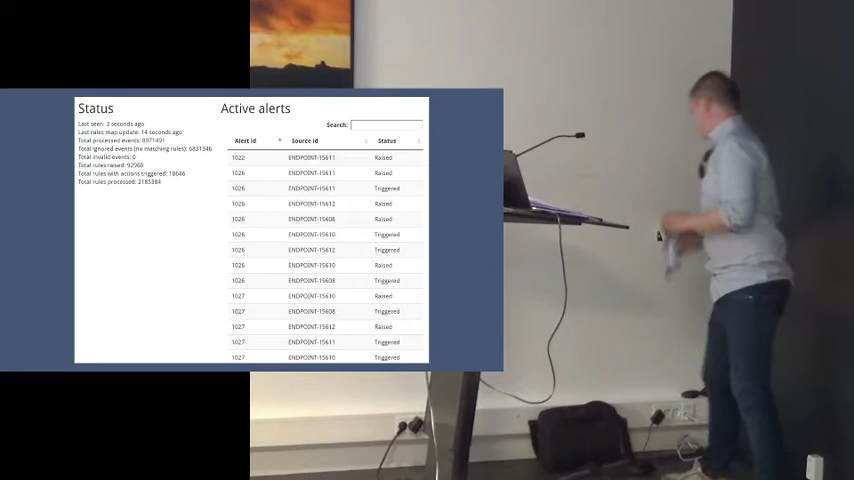 Status
Last seen: 3 seconds ago
Last rules map update: 14 seconds ago
Total processed events: 8971491
Total ignored events (no matching rules): 6831346
Total invalid events: 0
Total rules raised: 92960
Total rules with actions triggered: 18646
Total rules processed: 2185384
Active alerts
Search:
Alert id Source id Status
1022 ENDPOINT-15611 Raised
1026 ENDPOINT-15611 Raised
1026 ENDPOINT-15611 Triggered
1026 ENDPOINT-15612 Raised
1026 ENDPOINT-15608 Raised
1026 ENDPOINT-15610 Triggered
1026 ENDPOINT-15612 Triggered
1026 ENDPOINT-15610 Raised
1026 ENDPOINT-15608 Triggered
1027 ENDPOINT-15610 Raised
1027 ENDPOINT-15608 Triggered
1027 ENDPOINT-15612 Raised
1027 ENDPOINT-15611 Triggered
1027 ENDPOINT-15610 Triggered